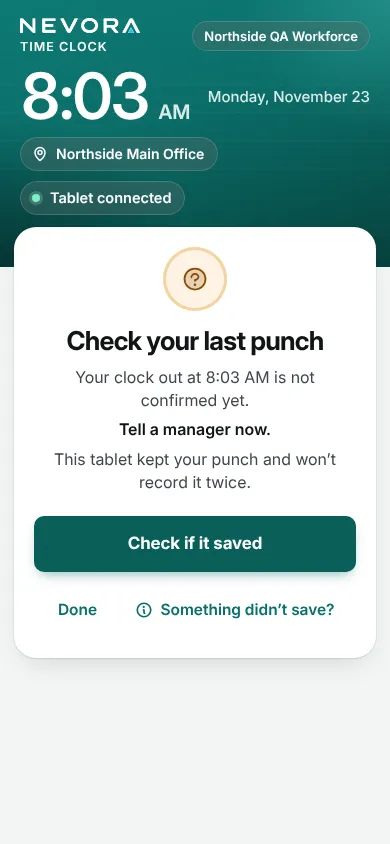 NEVORA
TIME CLOCK
Northside QA Workforce
8:03 AM
Monday, November 23
Northside Main Office
Tablet connected
Check your last punch
Your clock out at 8:03 AM is not
confirmed yet.
Tell a manager now.
This tablet kept your punch and won’t
record it twice.
Check if it saved
Done
Something didn’t save?